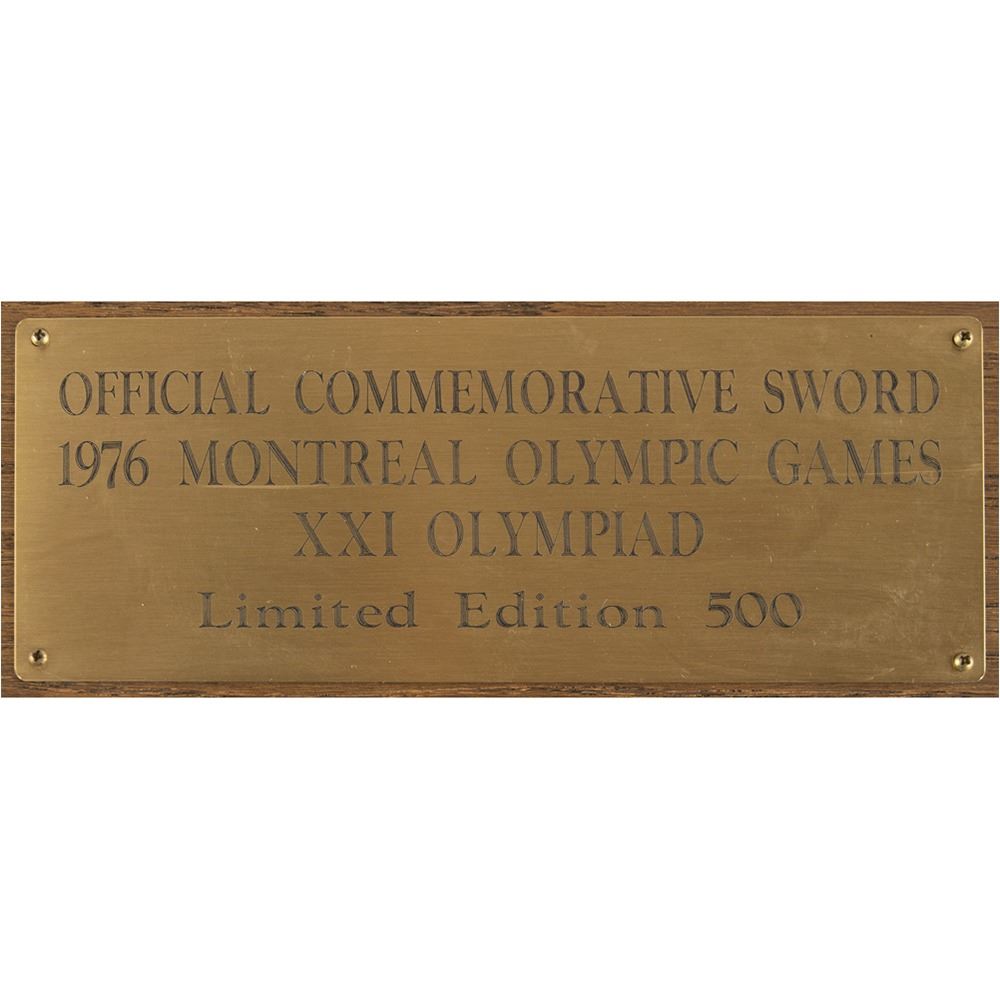 OFFICIAL COMMEMORATIVE SWORD
1976 MONTREAL OLYMPIC GAMES
XXI OLYMPIAD
Limited Edition 500